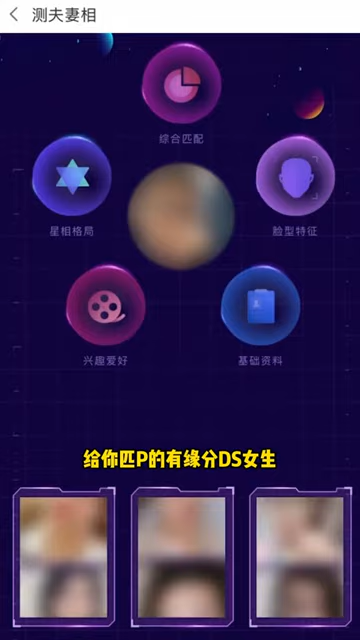 测夫妻相
综合匹配
星相格局
脸型特征
兴趣爱好
基础资料
给你匹P的有缘分DS女生